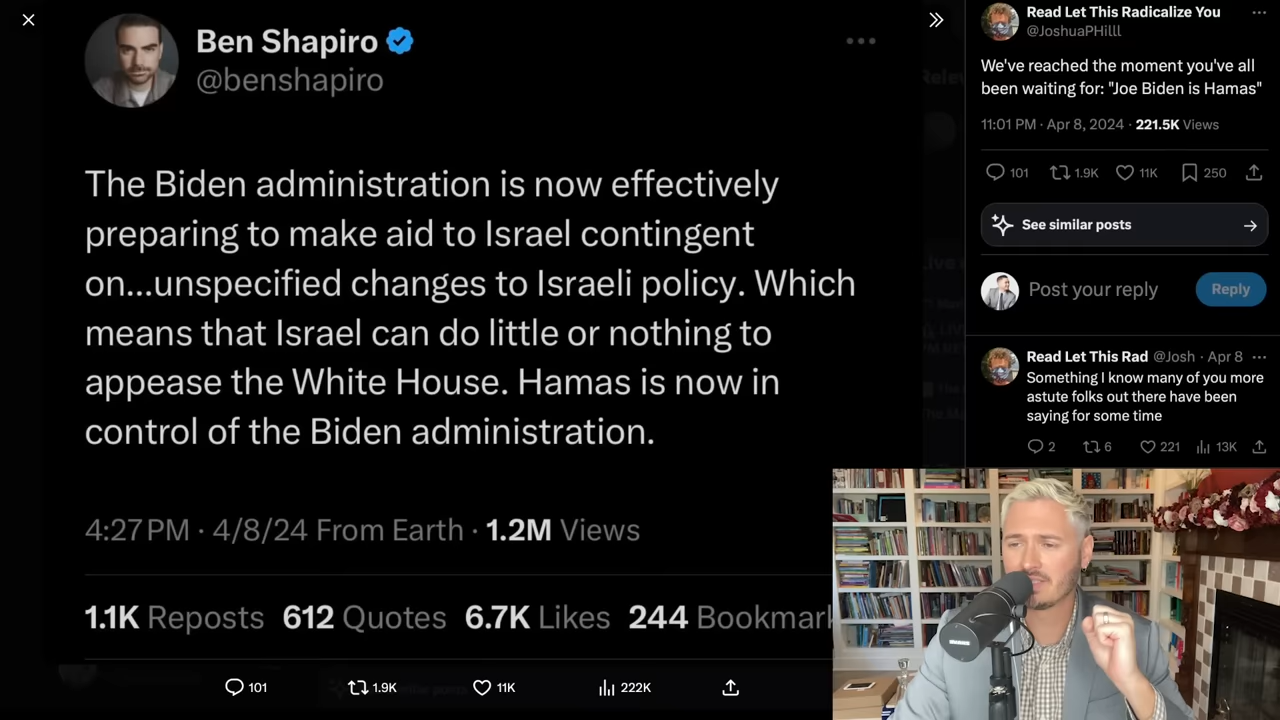 Ben Shapiro
@benshapiro
The Biden administration is now effectively
preparing to make aid to Israel contingent
on...unspecified changes to Israeli policy. Which
means that Israel can do little or nothing to
appease the White House. Hamas is now in
control of the Biden administration.
4:27 PM · 4/8/24 From Earth · 1.2M Views
1.1K Reposts 612 Quotes 6.7K Likes 244 Bookmark
101 1.9K 11K 222K
Read Let This Radicalize You
@JoshuaPHilll
We've reached the moment you've all
been waiting for: "Joe Biden is Hamas"
11:01 PM · Apr 8, 2024 · 221.5K Views
101 1.9K 11K 250
See similar posts
Post your reply
Reply
Read Let This Rad @Josh · Apr 8
Something I know many of you more
astute folks out there have been
saying for some time
2 6 221 13K